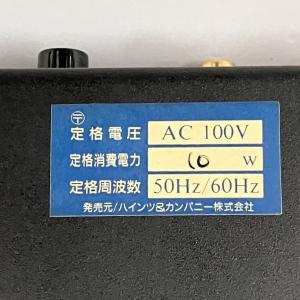 〶
定格電圧 AC 100V
定格消費電力 10 W
定格周波数 50Hz/60Hz
発売元/ハインツ&カンパニー株式会社